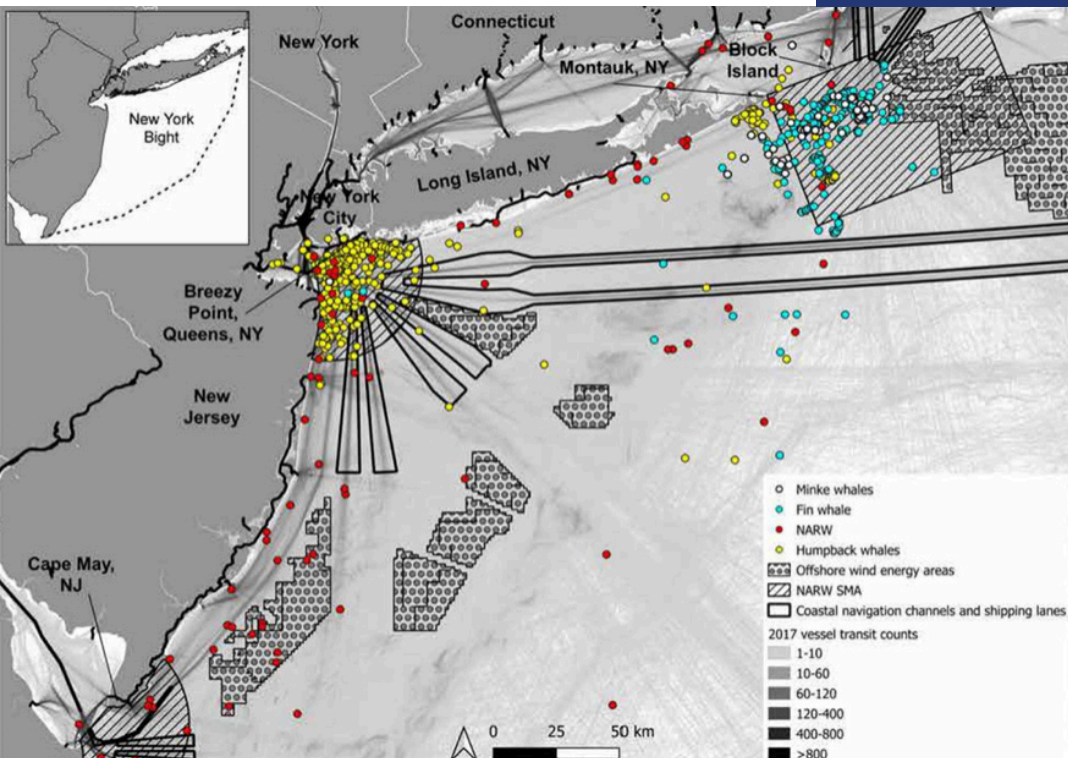 Connecticut
New York
Block
Island
Montauk, NY
New York
Bight
Long Island, NY
New York
City
Breezy
Point,
Queens, NY
New
Jersey
Cape May,
NJ
Minke whales
Fin whale
NARW
Humpback whales
Offshore wind energy areas
NARW SMA
Coastal navigation channels and shipping lanes
2017 vessel transit counts
1-10
10-60
60-120
120-400
400-800
>800
0 25 50 km